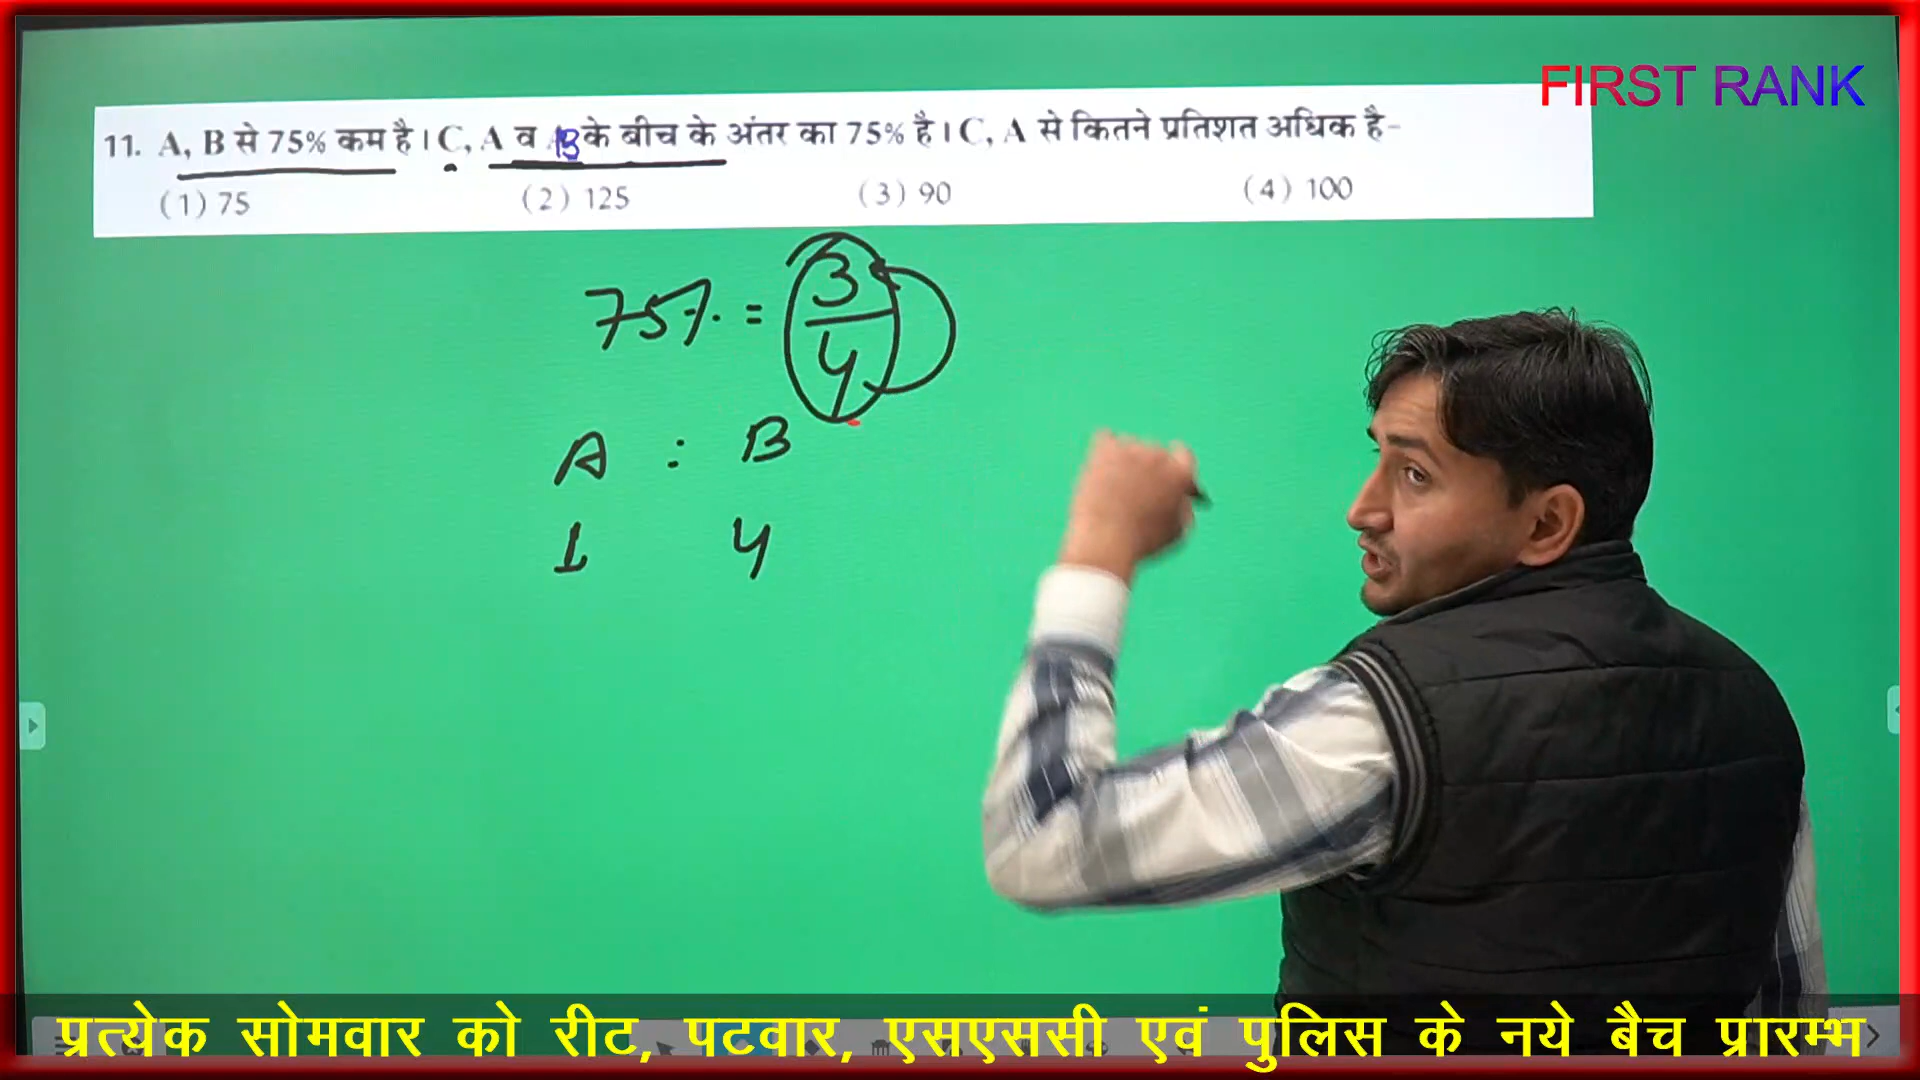 FIRST RANK
11. A, B से 75% कम है। C, A व B के बीच के अंतर का 75% है। C, A से कितने प्रतिशत अधिक है-
(1) 75 (2) 125 (3) 90 (4) 100
75% = 3/4
A : B
1 4
प्रत्येक सोमवार को रीट, पटवार, एसएससी एवं पुलिस के नये बैच प्रारम्भ